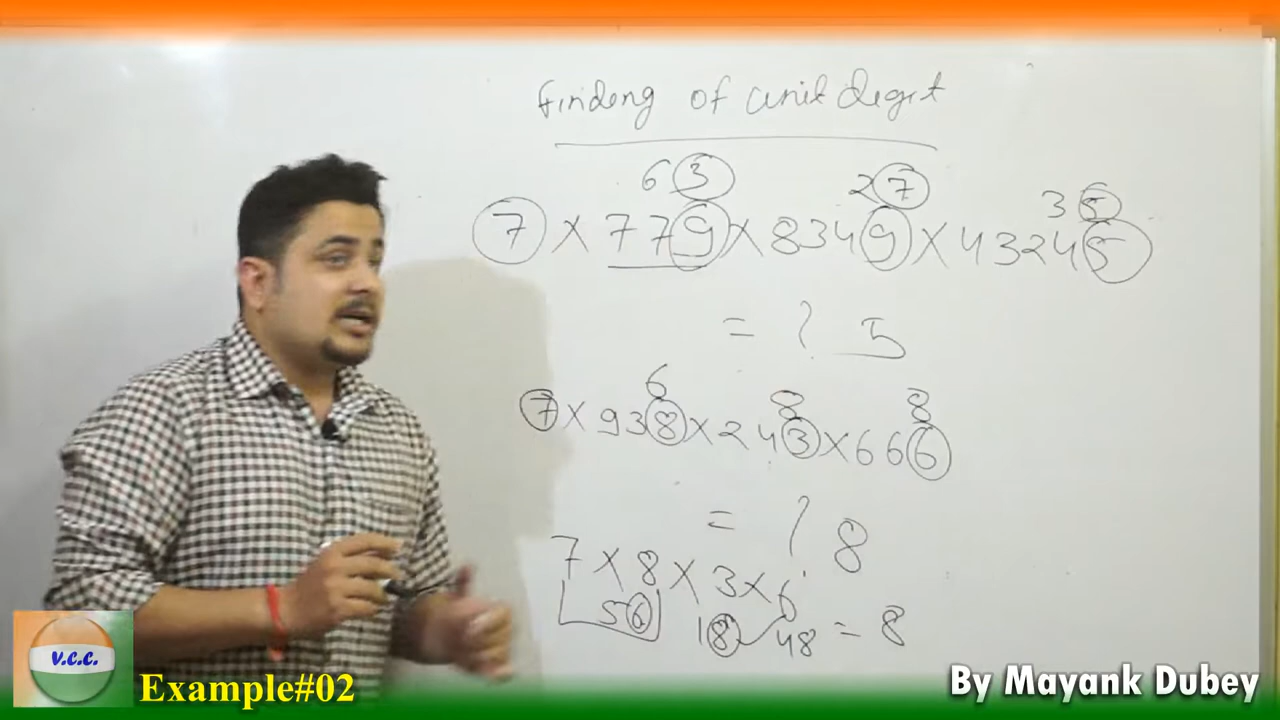 Finding of unit digit
6 3 2 7 3 5
7 × 779 × 8349 × 43245
= ? 5
6 8 8
7 × 938 × 243 × 666
= ? 8
7 × 8 × 3 × 6
56 18 48 = 8
V.C.C.
Example#02
By Mayank Dubey